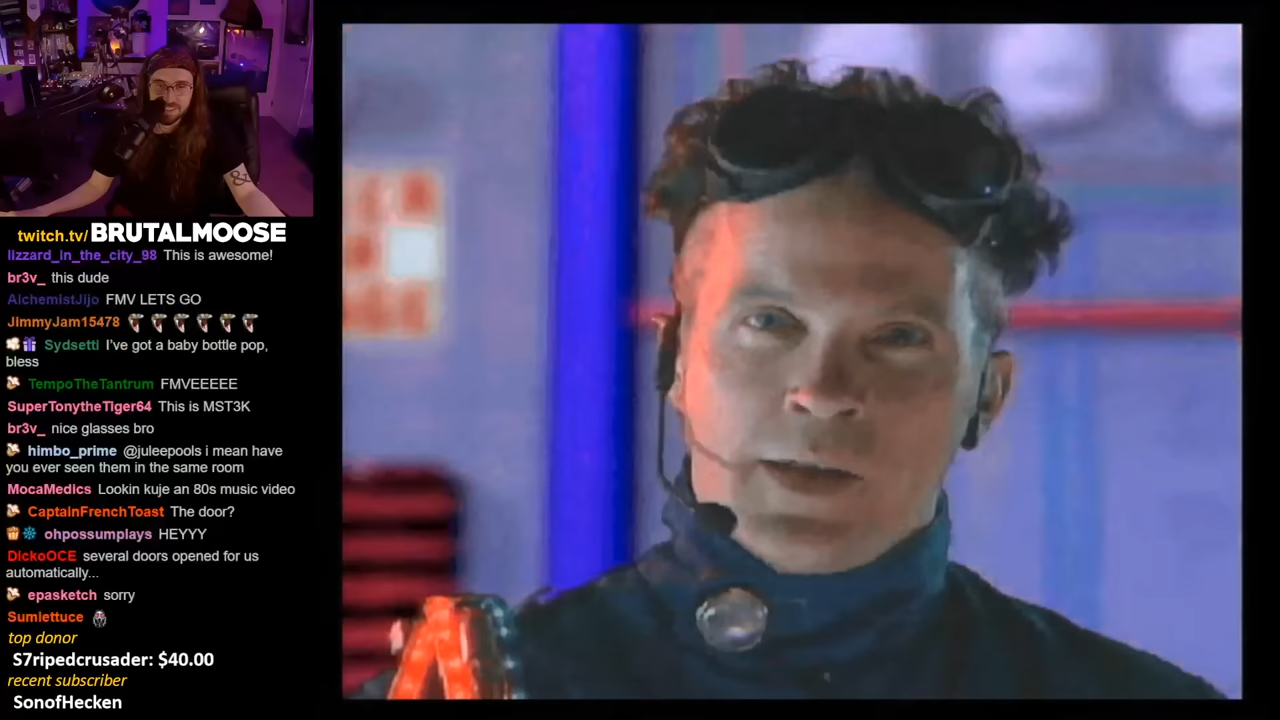 twitch.tv/BRUTALMOOSE
lizzard_in_the_city_98 This is awesome!
br3v_ this dude
AlchemistJijo FMV LETS GO
JimmyJam15478
Sydsetti I've got a baby bottle pop,
bless
TempoTheTantrum FMVEEEEE
SuperTonytheTiger64 This is MST3K
br3v_ nice glasses bro
himbo_prime @juleepools i mean have
you ever seen them in the same room
MocaMedics Lookin kuje an 80s music video
CaptainFrenchToast The door?
ohpossumplays HEYYY
DickoOCE several doors opened for us
automatically...
epasketch sorry
Sumlettuce
top donor
S7ripedcrusader: $40.00
recent subscriber
SonofHecken
&